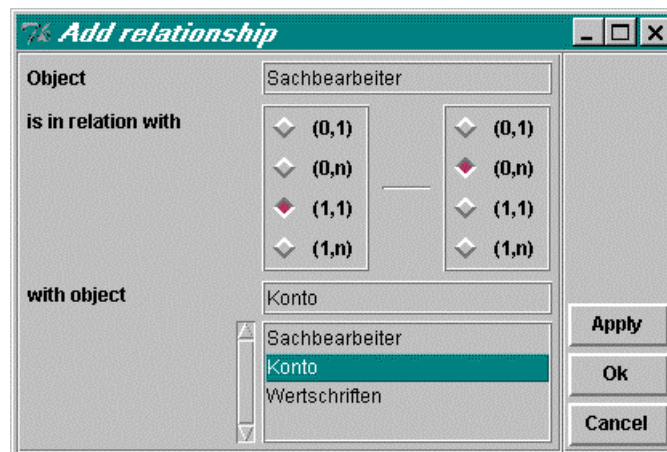 Add relationship
Object Sachbearbeiter
is in relation with
(0,1) (0,1)
(0,n) (0,n)
(1,1) (1,1)
(1,n) (1,n)
with object Konto
Sachbearbeiter
Konto
Wertschriften
Apply
Ok
Cancel